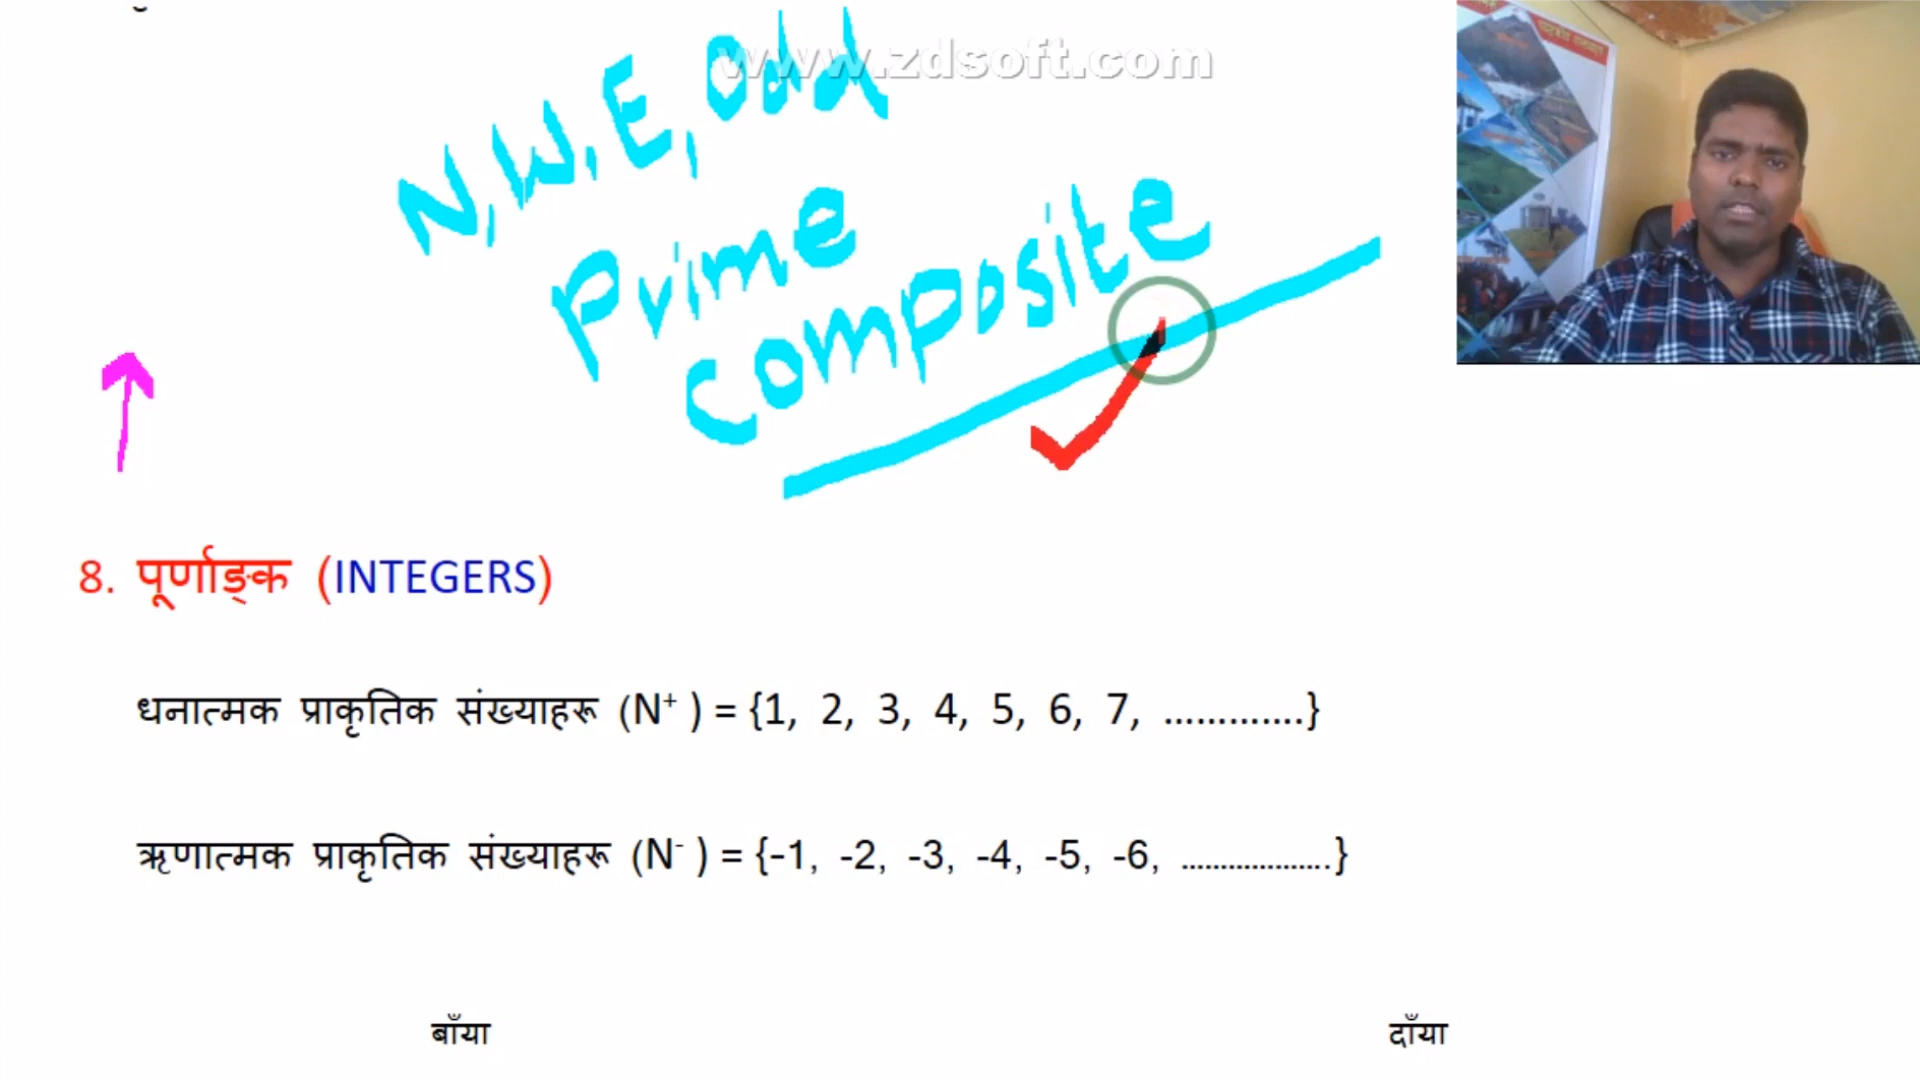 www.zdsoft.com
N, W, E, Odd
Prime
Composite
8. पूर्णाङ्क (INTEGERS)
धनात्मक प्राकृतिक संख्याहरू (N⁺ ) = {1, 2, 3, 4, 5, 6, 7, .............}
ऋणात्मक प्राकृतिक संख्याहरू (N⁻ ) = {-1, -2, -3, -4, -5, -6, ...................}
बाँया दाँया